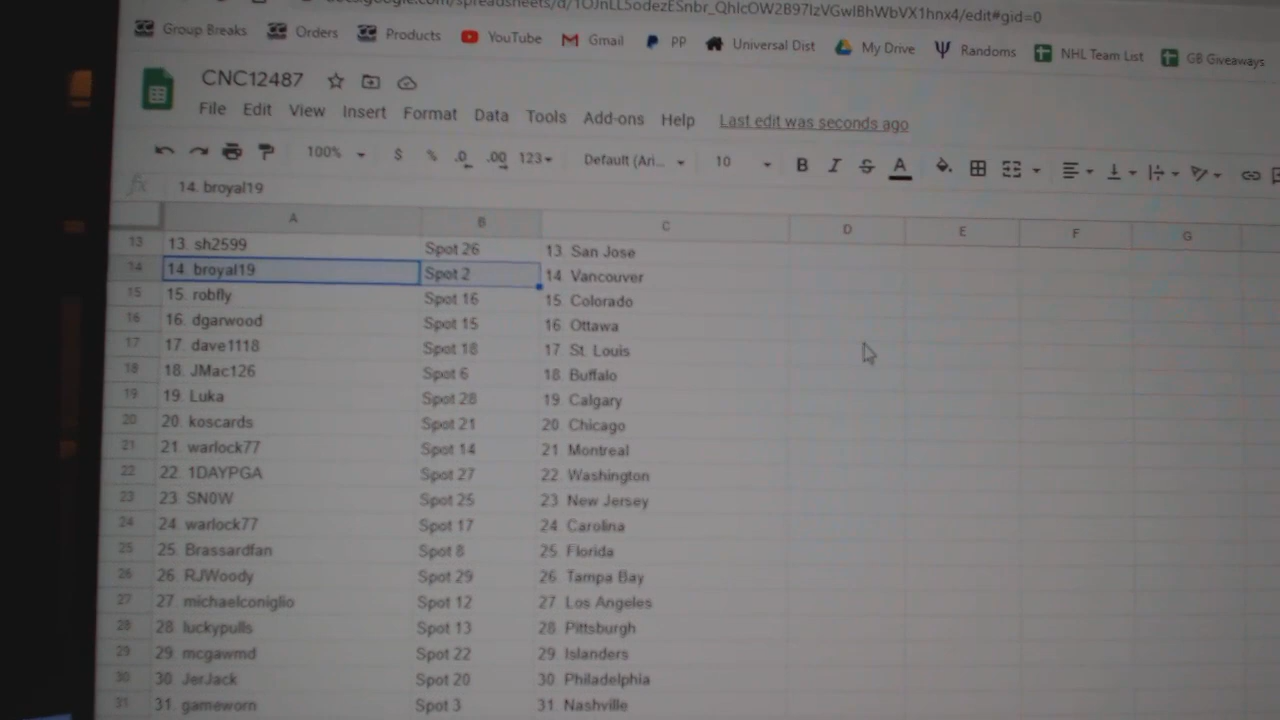 Group Breaks Orders Products YouTube Gmail PP Universal Dist My Drive Randoms NHL Team List GB Giveaways
CNC12487
File Edit View Insert Format Data Tools Add-ons Help Last edit was seconds ago
100% $ % .0 .00 123 Default (Ari... 10 B I S A
fx 14. broyal19
A B C D E F G
13 13. sh2599 Spot 26 13. San Jose
14 14. broyal19 Spot 2 14 Vancouver
15 15. robfly Spot 16 15 Colorado
16 16. dgarwood Spot 15 16 Ottawa
17 17. dave1118 Spot 18 17 St. Louis
18 18. JMac126 Spot 6 18. Buffalo
19 19. Luka Spot 28 19. Calgary
20 20. koscards Spot 21 20. Chicago
21 21. warlock77 Spot 14 21 Montreal
22 22. 1DAYPGA Spot 27 22. Washington
23 23. SN0W Spot 25 23. New Jersey
24 24. warlock77 Spot 17 24. Carolina
25 25. Brassardfan Spot 8 25. Florida
26 26. RJWoody Spot 29 26. Tampa Bay
27 27. michaelconiglio Spot 12 27. Los Angeles
28 28. luckypulls Spot 13 28 Pittsburgh
29 29. mcgawmd Spot 22 29 Islanders
30 30. JerJack Spot 20 30 Philadelphia
31 31. gameworn Spot 3 31. Nashville